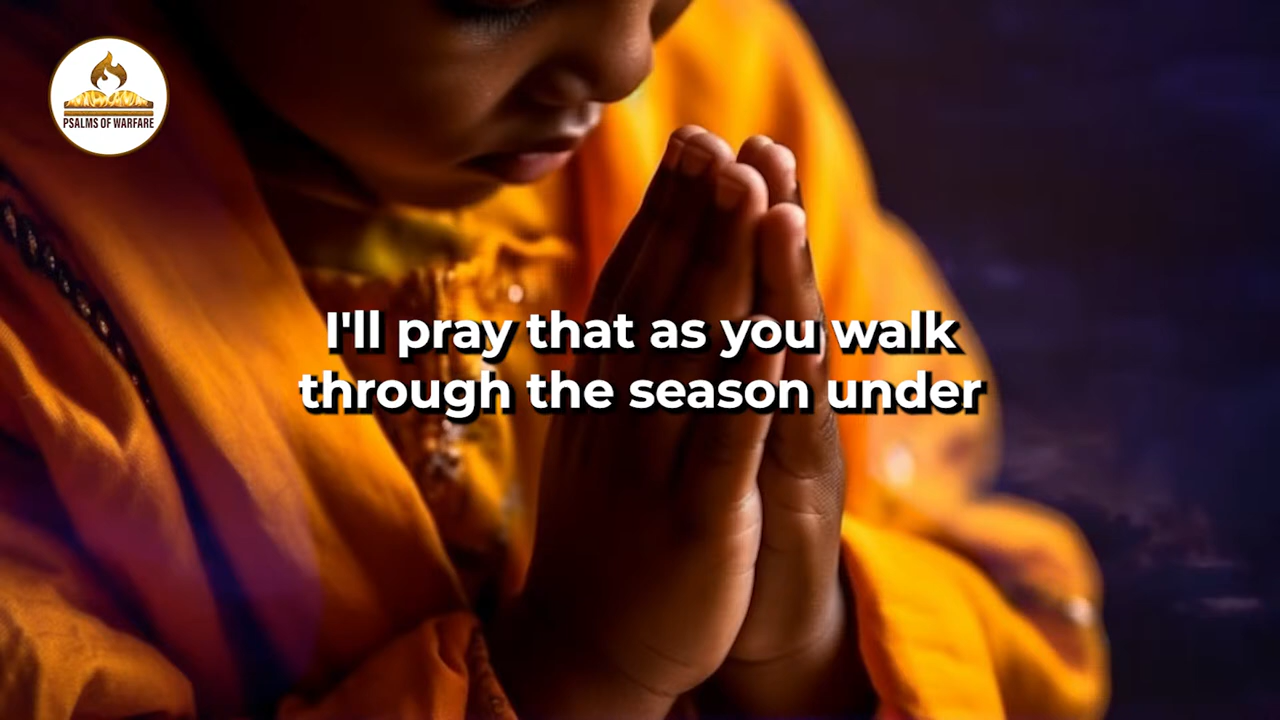 PSALMS OF WARFARE
I'll pray that as you walk
through the season under